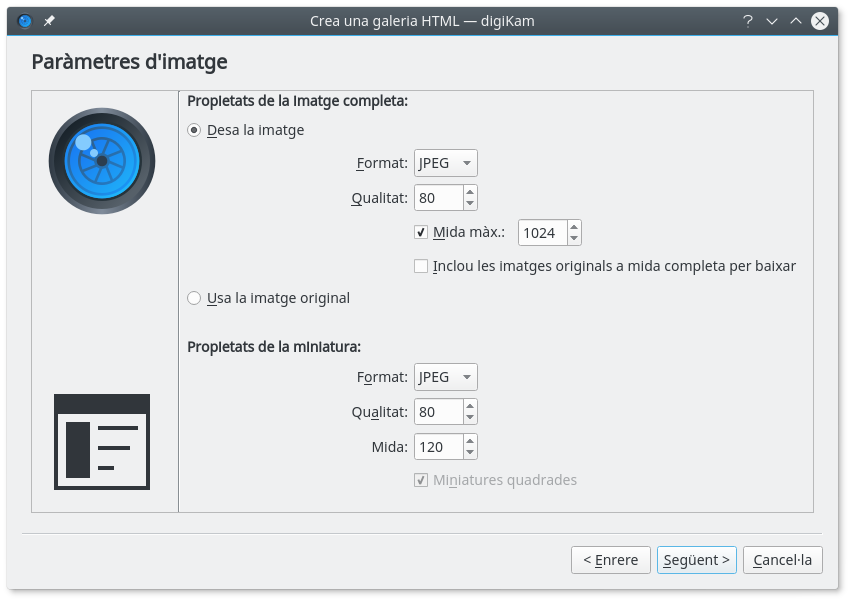 Crea una galeria HTML — digiKam
Paràmetres d'imatge
Propietats de la imatge completa:
Desa la imatge
Format: JPEG
Qualitat: 80
Mida màx.: 1024
Inclou les imatges originals a mida completa per baixar
Usa la imatge original
Propietats de la miniatura:
Format: JPEG
Qualitat: 80
Mida: 120
Miniatures quadrades
< Enrere Següent > Cancel·la